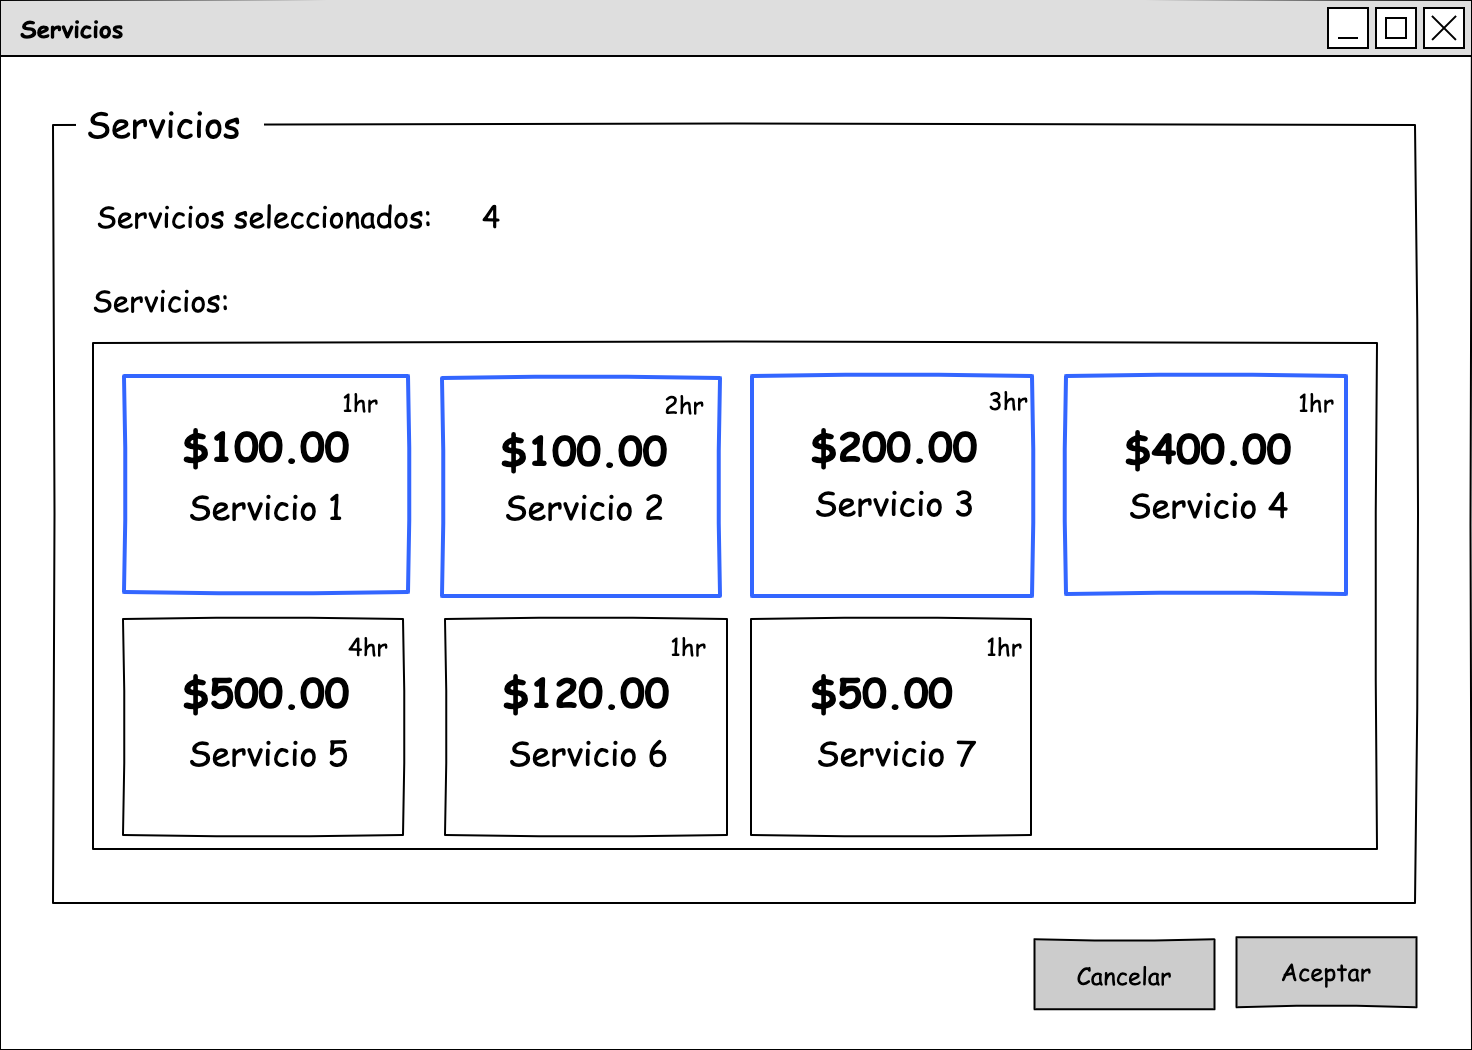 Servicios
Servicios
Servicios seleccionados: 4
Servicios:
1hr
$100.00
Servicio 1
2hr
$100.00
Servicio 2
3hr
$200.00
Servicio 3
1hr
$400.00
Servicio 4
4hr
$500.00
Servicio 5
1hr
$120.00
Servicio 6
1hr
$50.00
Servicio 7
Cancelar
Aceptar